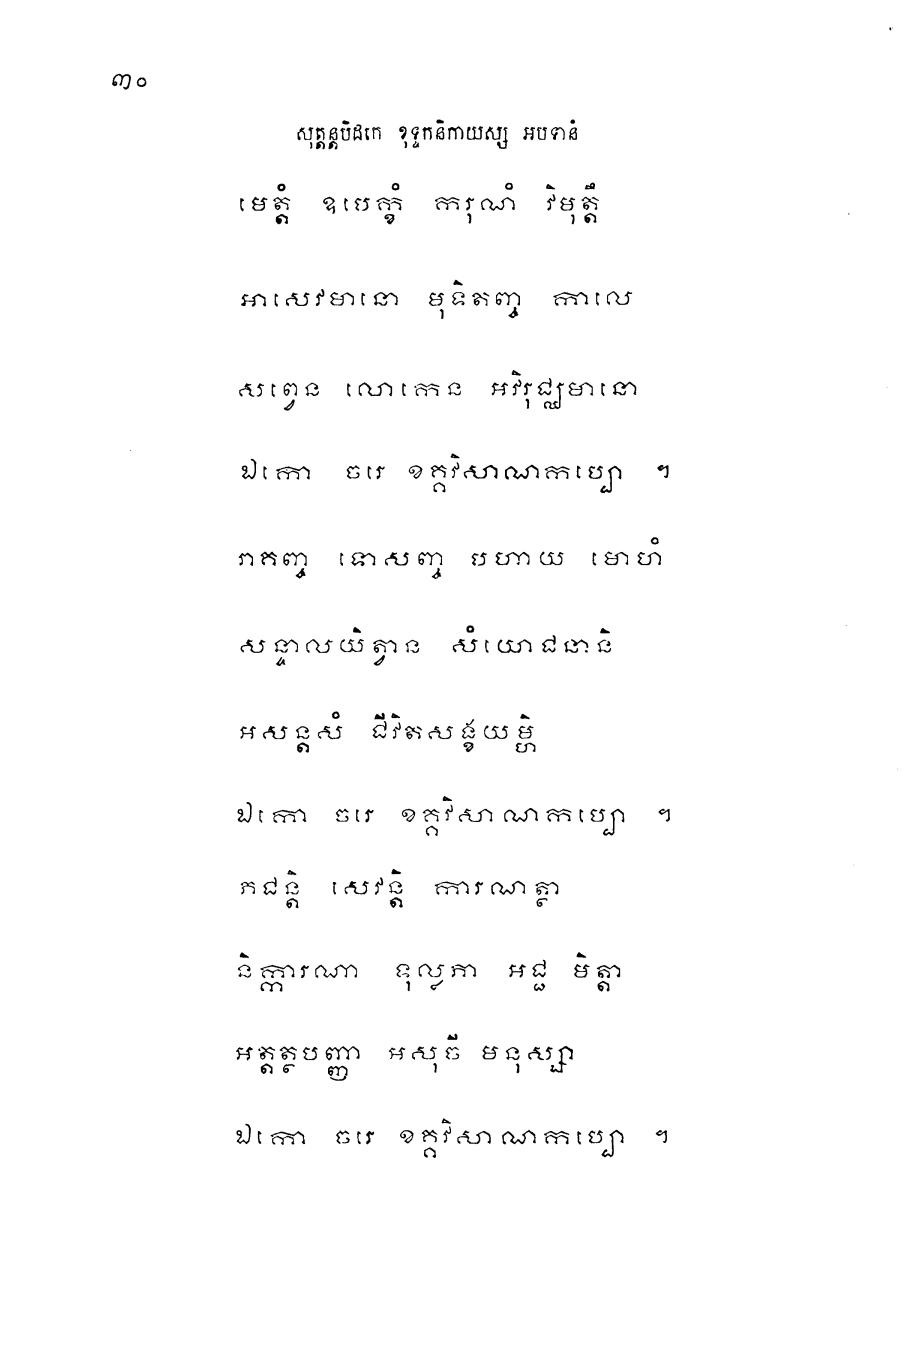 ៣០
សុត្តន្តបិដកេ ខុទ្ទកនិកាយស្ស អបទានំ
មេត្តំ ឧបេក្ខំ ករុណំ វិមុត្តឹ
អាសេវមានោ មុទិតញ្ច កាលេ
សព្វេន លោកេន អវិរុជ្ឈមានោ
ឯកោ ចរេ ខគ្គវិសាណកប្បោ ។
រាគញ្ច ទោសញ្ច បហាយ មោហំ
សន្ទាលយិត្វាន សំយោជនានិ
អសន្តសំ ជីវិតសង្ខយម្ហិ
ឯកោ ចរេ ខគ្គវិសាណកប្បោ ។
ភជន្តិ សេវន្តិ ការណត្ថា
និក្ការណា ទុល្លភា អជ្ជ មិត្តា
អត្តត្ថបញ្ញា អសុចី មនុស្សា
ឯកោ ចរេ ខគ្គវិសាណកប្បោ ។